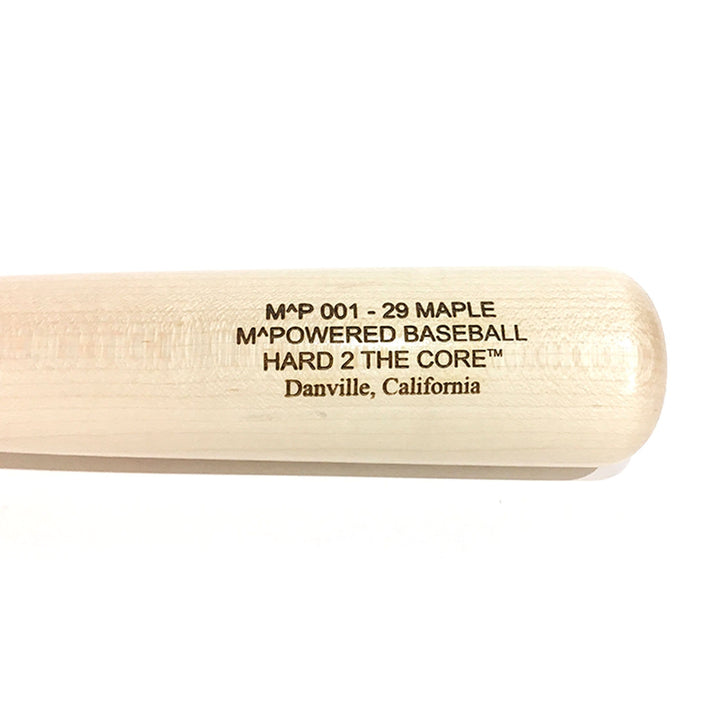 M^P 001 - 29 MAPLE
M^POWERED BASEBALL
HARD 2 THE CORE™
Danville, California